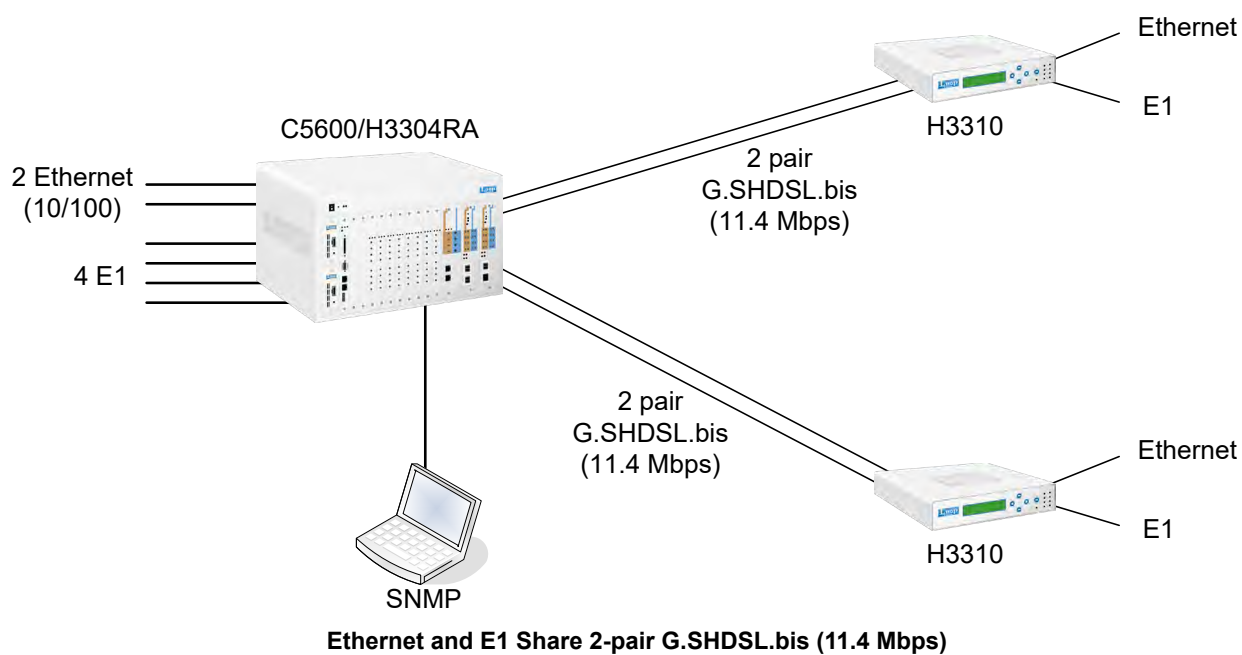 Ethernet
E1
H3310
C5600/H3304RA
2 Ethernet
(10/100)
4 E1
2 pair
G.SHDSL.bis
(11.4 Mbps)
2 pair
G.SHDSL.bis
(11.4 Mbps)
Ethernet
E1
H3310
SNMP
Ethernet and E1 Share 2-pair G.SHDSL.bis (11.4 Mbps)